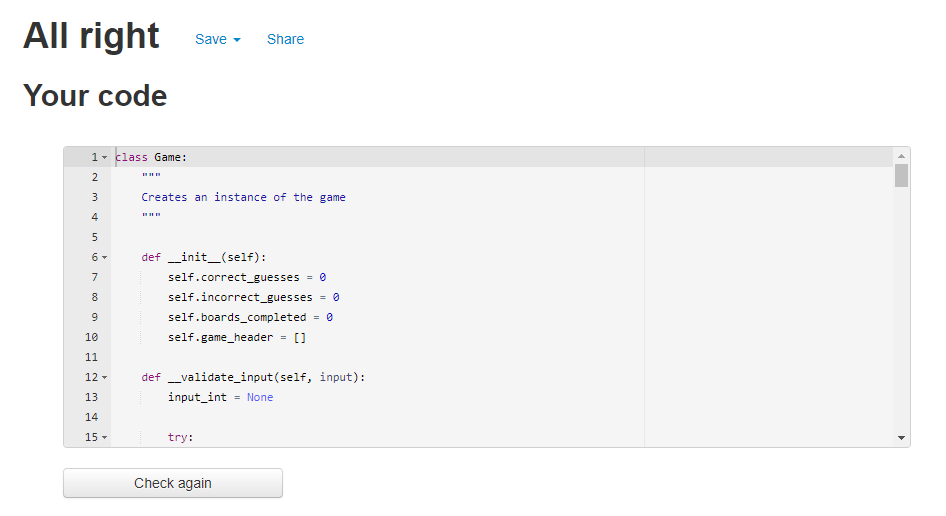 All right Save Share
Your code
1 class Game:
2 """
3 Creates an instance of the game
4 """
5
6 def __init__(self):
7 self.correct_guesses = 0
8 self.incorrect_guesses = 0
9 self.boards_completed = 0
10 self.game_header = []
11
12 def __validate_input(self, input):
13 input_int = None
14
15 try:
Check again